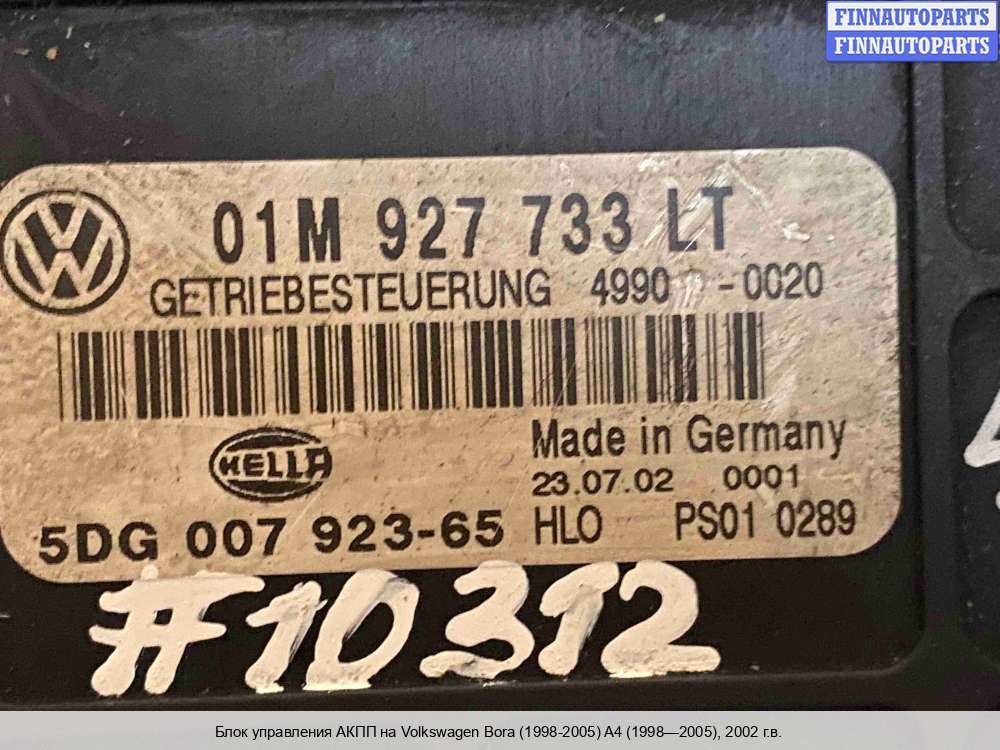 FINNAUTOPARTS
FINNAUTOPARTS
01M 927 733 LT
GETRIEBESTEUERUNG 4990 -0020
HELLA
Made in Germany
23.07.02 0001
5DG 007 923-65 HLO PS01 0289
#10312
Блок управления АКПП на Volkswagen Bora (1998-2005) A4 (1998—2005), 2002 г.в.